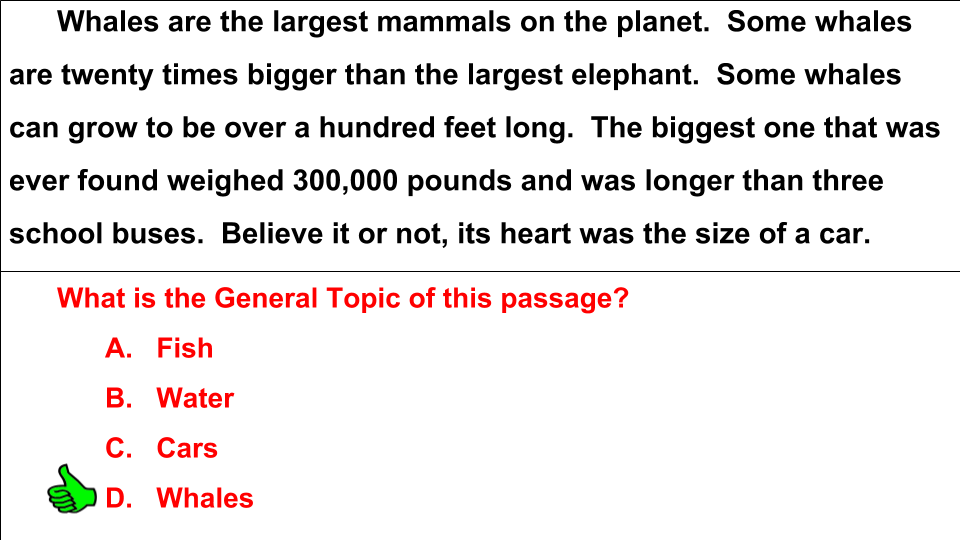 Whales are the largest mammals on the planet.  Some whales
are twenty times bigger than the largest elephant.  Some whales
can grow to be over a hundred feet long.  The biggest one that was
ever found weighed 300,000 pounds and was longer than three
school buses.  Believe it or not, its heart was the size of a car.
What is the General Topic of this passage?
A. Fish
B. Water
C. Cars
D. Whales